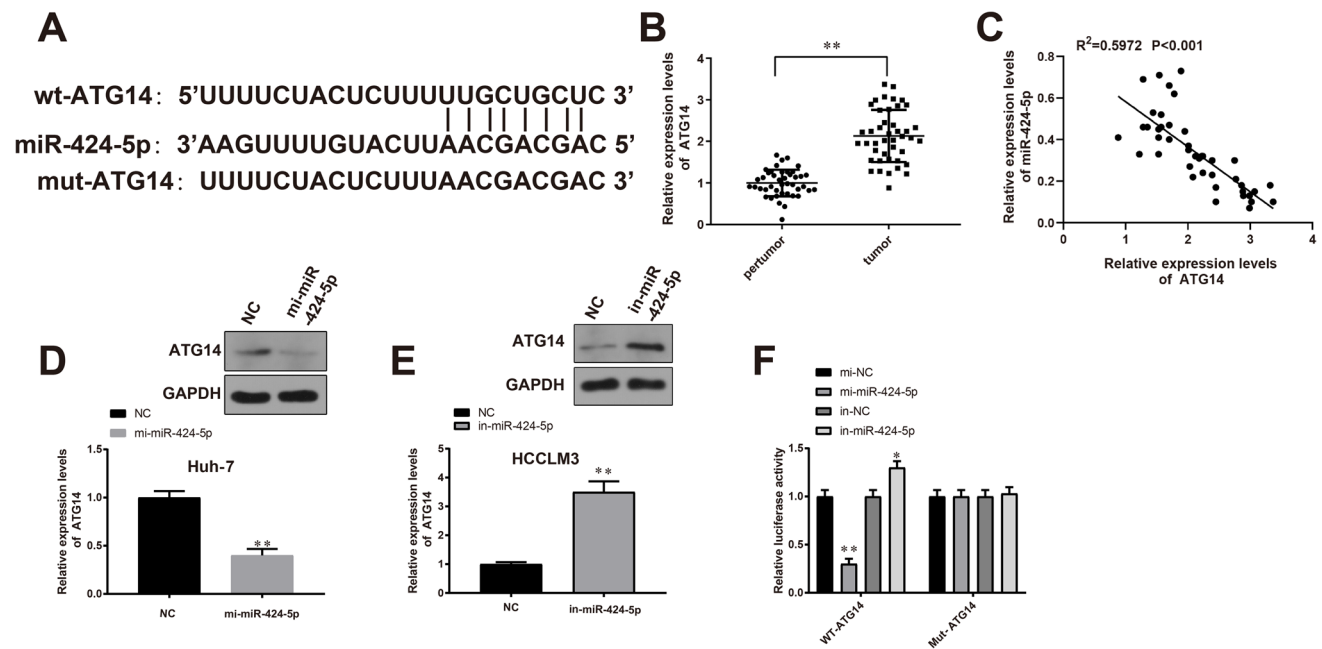 A
wt-ATG14: 5’UUUUCUACUCUUUUUGCUGCUC 3’
miR-424-5p: 3’AAGUUUUGUACUUAACGACGAC 5’
mut-ATG14: UUUUCUACUCUUUAACGACGAC 3’
B
Relative expression levels
of ATG14
4
3
2
1
0
**
pertumor
tumor
C
R2=0.5972 P<0.001
Relative expression levels
of miR-424-5p
0.8
0.6
0.4
0.2
0.0
0
1
2
3
4
Relative expression levels
of ATG14
D
NC
mi-miR
-424-5p
ATG14
GAPDH
NC
mi-miR-424-5p
Huh-7
Relative expression levels
of ATG14
1.5
1.0
0.5
0.0
**
NC
mi-miR-424-5p
E
NC
in-miR
-424-5p
ATG14
GAPDH
NC
in-miR-424-5p
HCCLM3
Relative expression levels
of ATG14
5
4
3
2
1
0
**
NC
in-miR-424-5p
F
mi-NC
mi-miR-424-5p
in-NC
in-miR-424-5p
Relative luciferase activity
1.5
1.0
0.5
0.0
**
*
WT-ATG14
Mut- ATG14